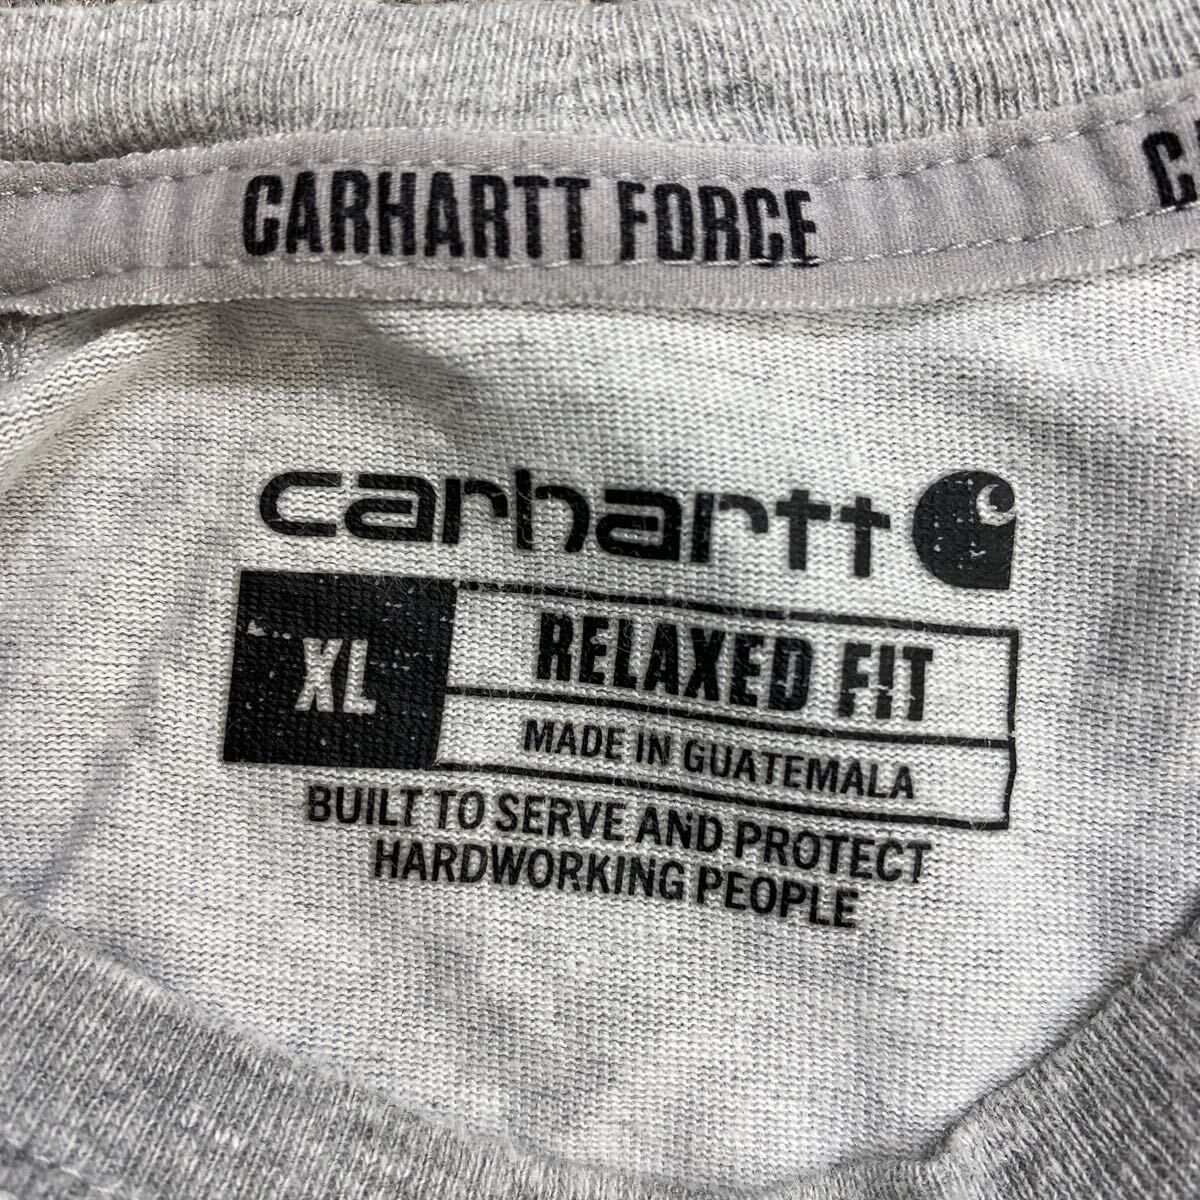 CARHARTT FORCE
carhartt
XL
RELAXED FIT
MADE IN GUATEMALA
BUILT TO SERVE AND PROTECT
HARDWORKING PEOPLE